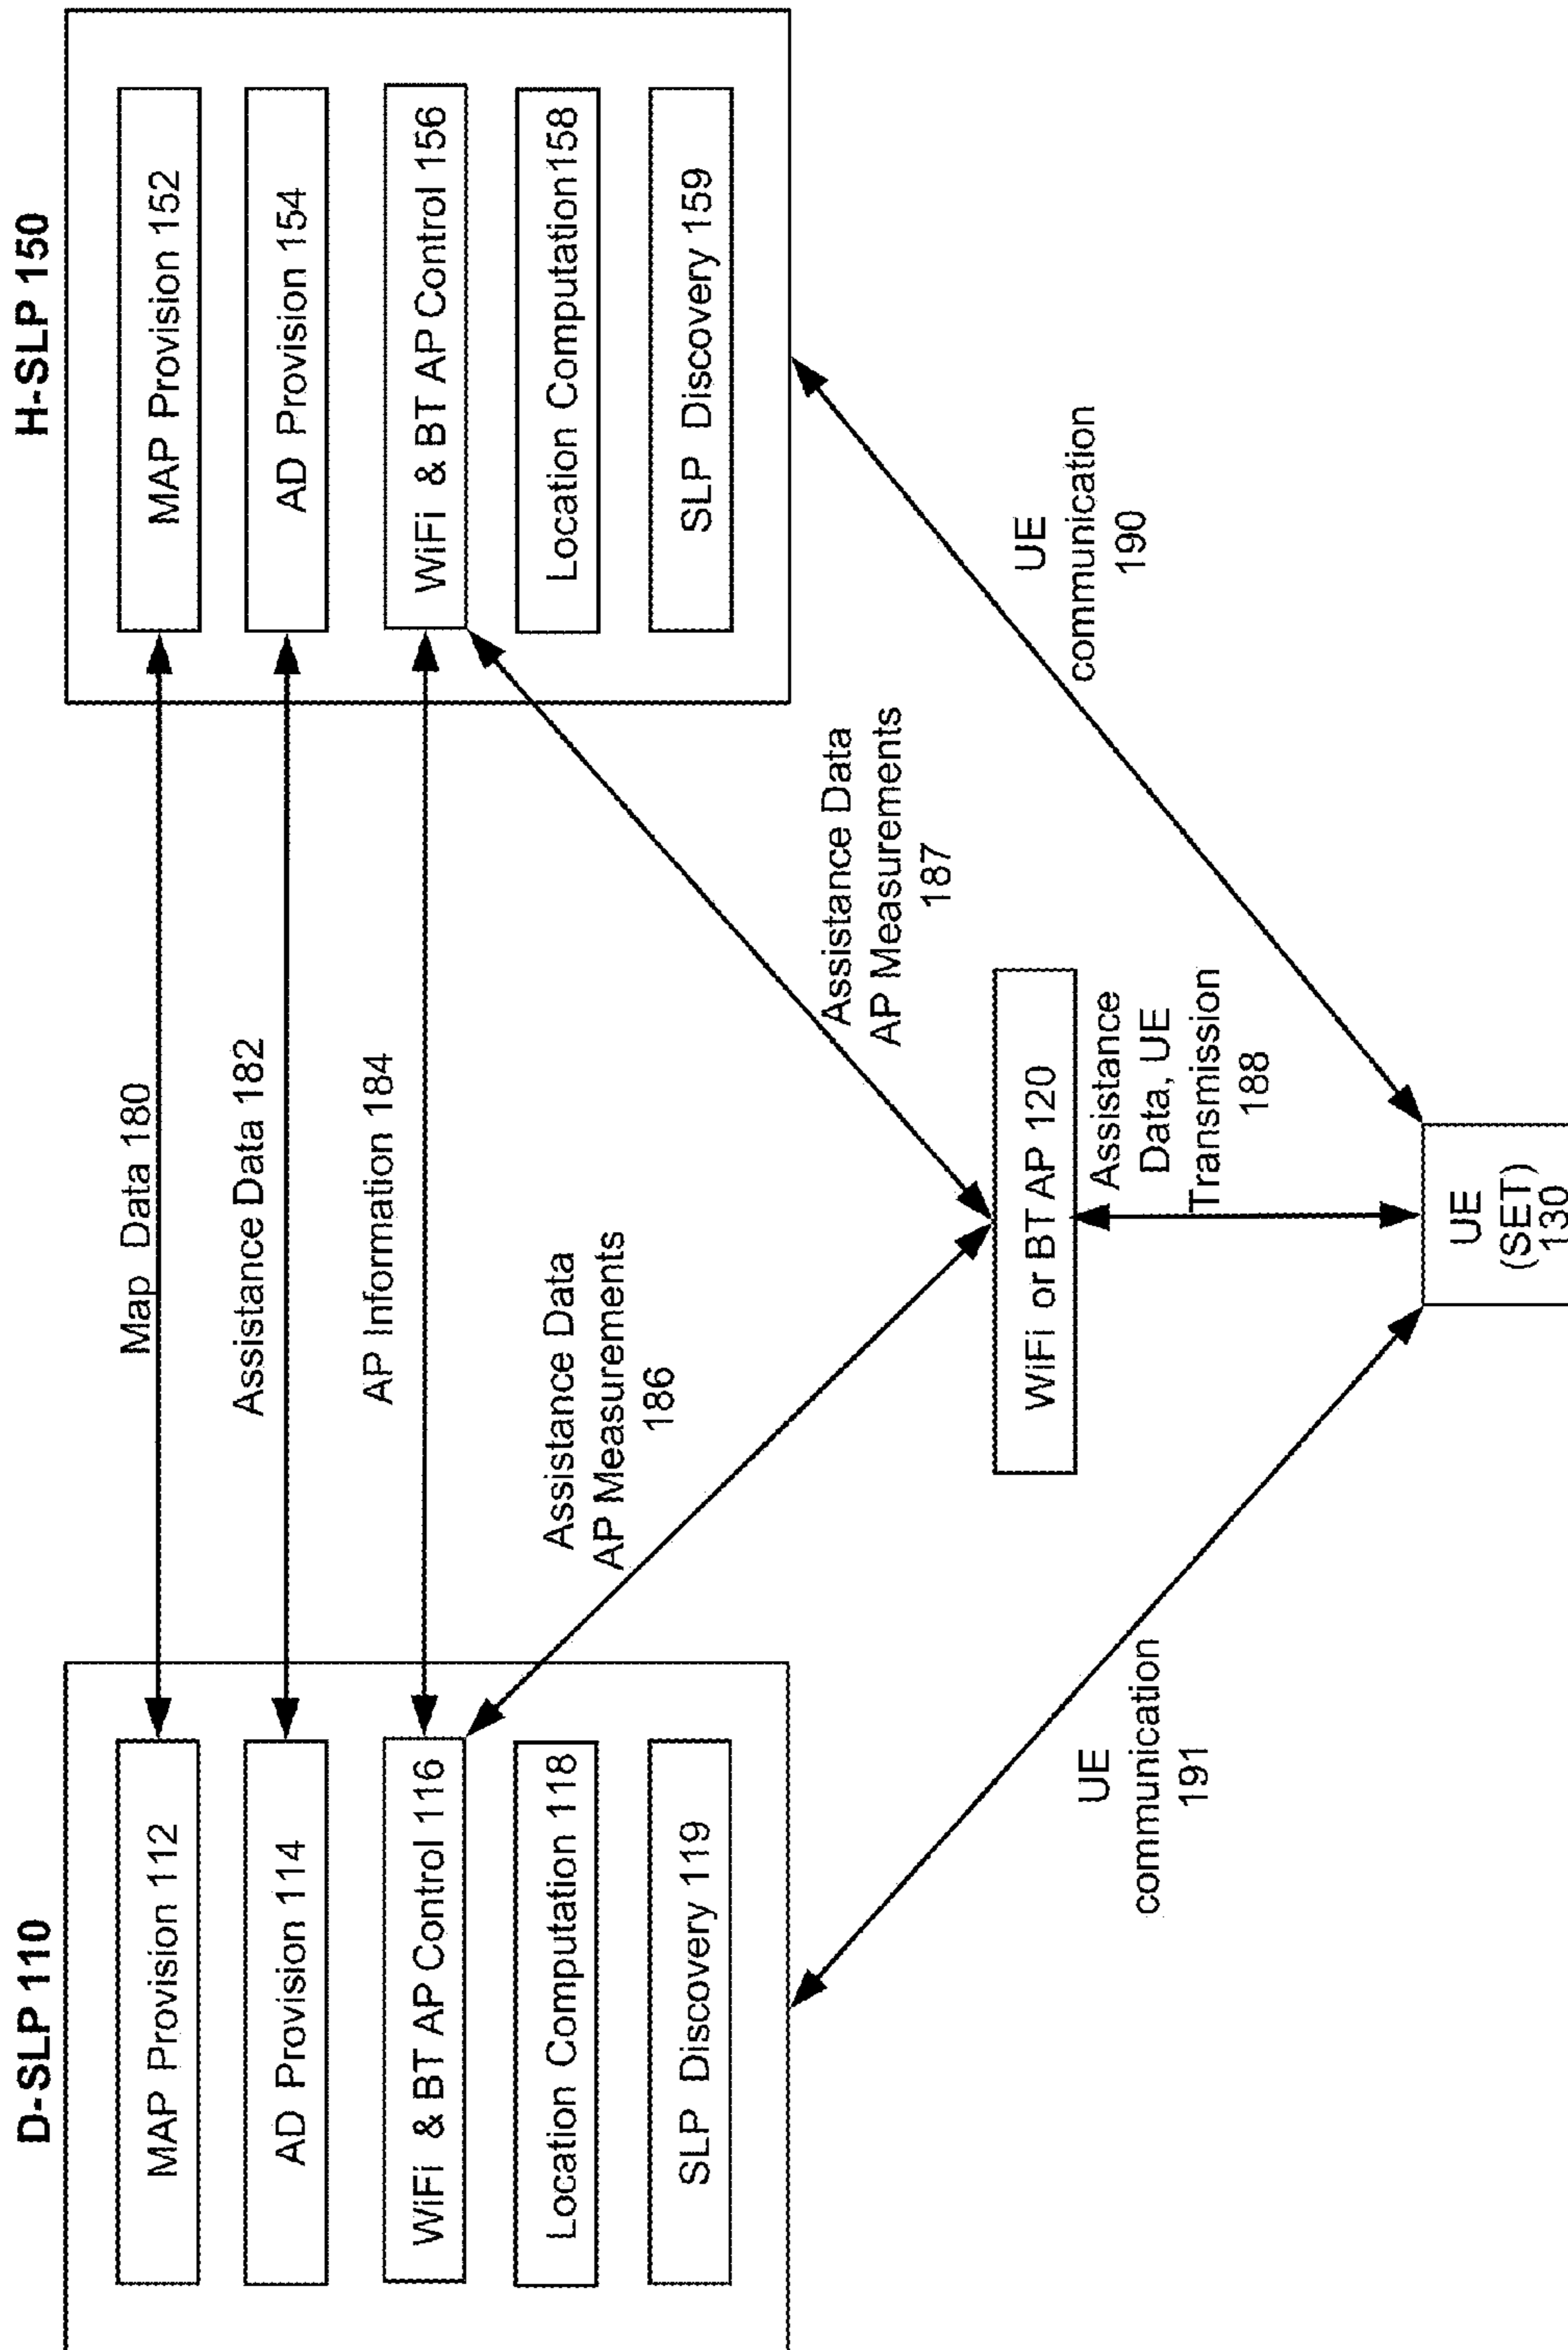 D-SLP 110
MAP Provision 112
AD Provision 114
WiFi & BT AP Control 116
Location Computation 118
SLP Discovery 119
Map Data 180
Assistance Data 182
AP Information 184
Assistance Data
AP Measurements
186
Assistance Data
AP Measurements
187
H-SLP 150
MAP Provision 152
AD Provision 154
WiFi & BT AP Control 156
Location Computation158
SLP Discovery 159
WiFi or BT AP 120
Assistance
Data, UE
Transmission
188
UE
communication
191
UE
communication
190
UE
(SET)
130